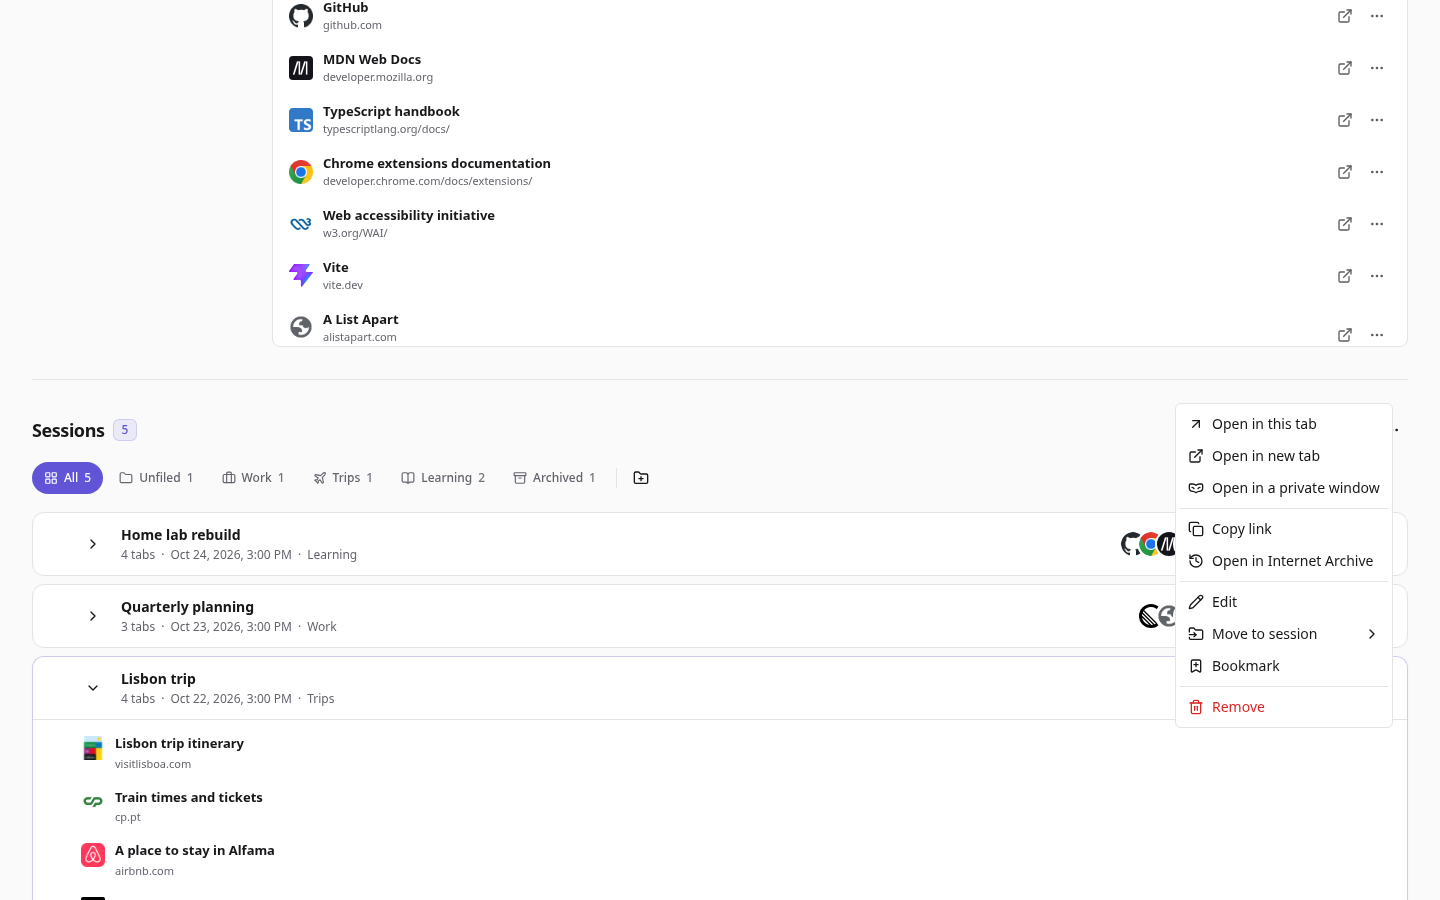 GitHub
github.com
MDN Web Docs
developer.mozilla.org
TypeScript handbook
typescriptlang.org/docs/
Chrome extensions documentation
developer.chrome.com/docs/extensions/
Web accessibility initiative
w3.org/WAI/
Vite
vite.dev
A List Apart
alistapart.com
Sessions 5
All 5 Unfiled 1 Work 1 Trips 1 Learning 2 Archived 1
Home lab rebuild
4 tabs · Oct 24, 2026, 3:00 PM · Learning
Quarterly planning
3 tabs · Oct 23, 2026, 3:00 PM · Work
Lisbon trip
4 tabs · Oct 22, 2026, 3:00 PM · Trips
Lisbon trip itinerary
visitlisboa.com
Train times and tickets
cp.pt
A place to stay in Alfama
airbnb.com
Open in this tab
Open in new tab
Open in a private window
Copy link
Open in Internet Archive
Edit
Move to session
Bookmark
Remove